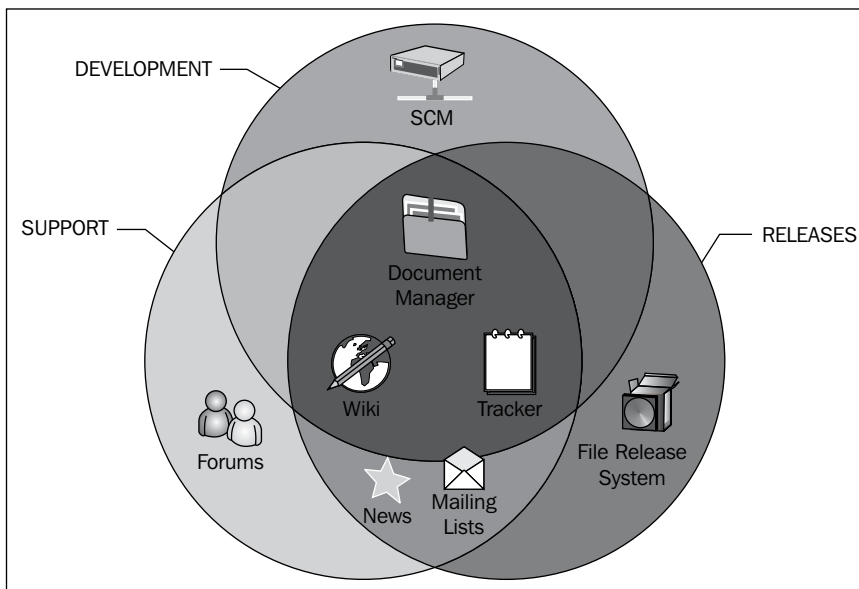 DEVELOPMENT
SCM
SUPPORT
RELEASES
Document
Manager
Wiki
Tracker
Forums
File Release
System
News
Mailing
Lists